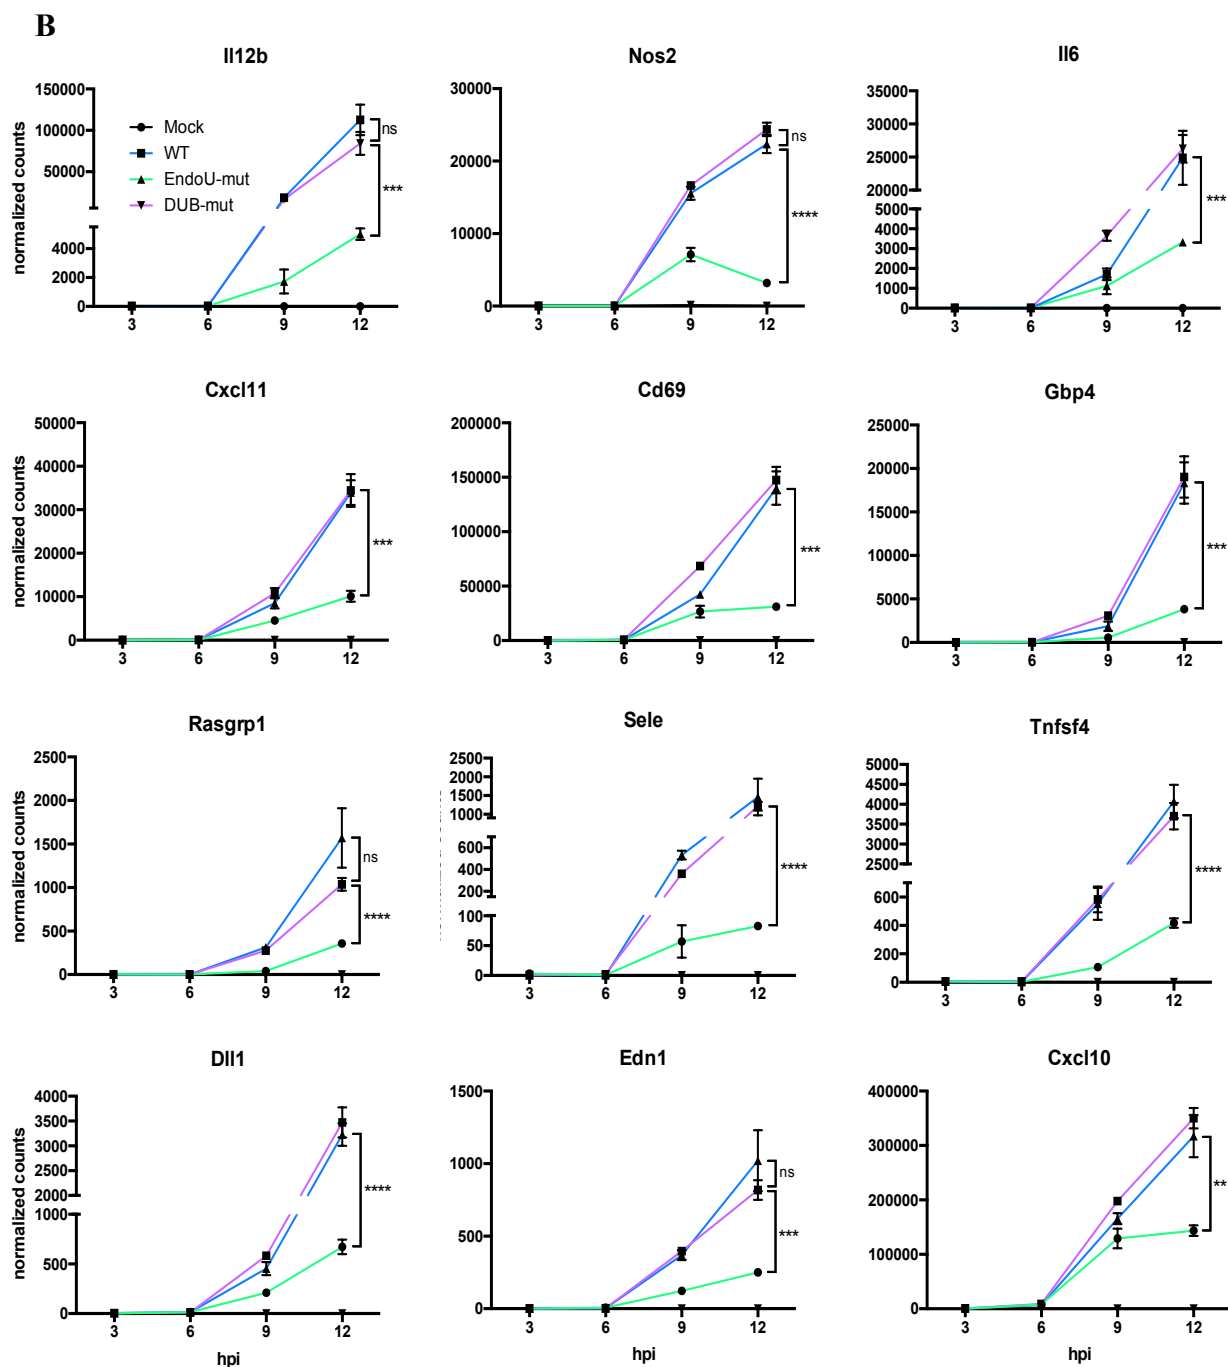 B
Il12b
normalized counts
150000
100000
50000
4000
2000
0
Mock
WT
EndoU-mut
DUB-mut
ns
***
3 6 9 12
Nos2
30000
20000
10000
0
ns
****
3 6 9 12
Il6
35000
30000
25000
20000
5000
4000
3000
2000
1000
0
***
3 6 9 12
Cxcl11
normalized counts
50000
40000
30000
20000
10000
0
***
3 6 9 12
Cd69
200000
150000
100000
50000
0
***
3 6 9 12
Gbp4
25000
20000
15000
10000
5000
0
***
3 6 9 12
Rasgrp1
normalized counts
2500
2000
1500
1000
500
0
ns
****
3 6 9 12
Sele
2500
2000
1500
1000
600
400
200
100
50
0
****
3 6 9 12
Tnfsf4
5000
4500
4000
3500
3000
2500
600
400
200
0
****
3 6 9 12
Dll1
normalized counts
4000
3500
3000
2500
2000
1000
500
0
****
3 6 9 12
hpi
Edn1
1500
1000
500
0
ns
***
3 6 9 12
hpi
Cxcl10
400000
300000
200000
100000
0
**
3 6 9 12
hpi